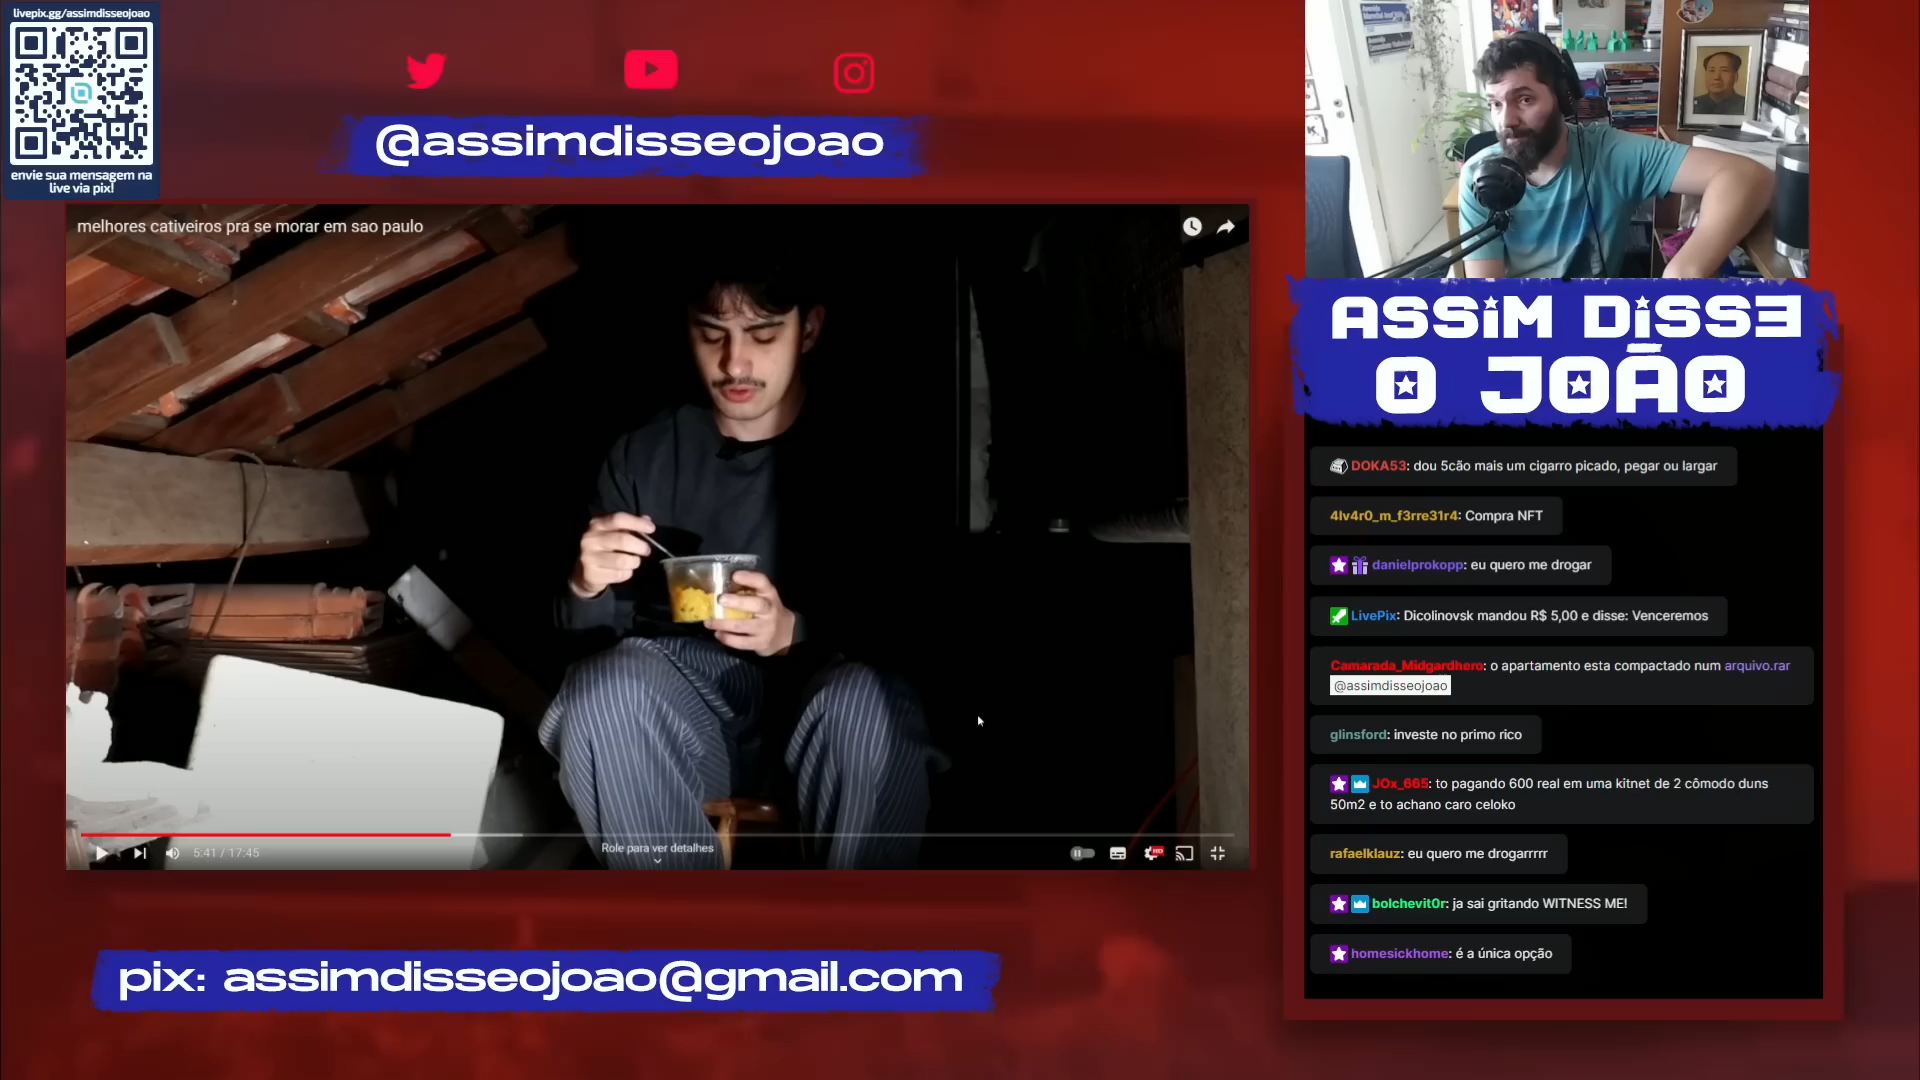 livepix.gg/assimdisseojoao
envie sua mensagem na
live via pix!
@assimdisseojoao
melhores cativeiros pra se morar em sao paulo
5:41 / 17:45
Role para ver detalhes
HD
pix: assimdisseojoao@gmail.com
ASSiM DiSSE
O JOÃO
DOKA53: dou 5cão mais um cigarro picado, pegar ou largar
4lv4r0_m_f3rre31r4: Compra NFT
danielprokopp: eu quero me drogar
LivePix: Dicolinovsk mandou R$ 5,00 e disse: Venceremos
Camarada_Midgardhero: o apartamento esta compactado num arquivo.rar
@assimdisseojoao
glinsford: investe no primo rico
JOx_665: to pagando 600 real em uma kitnet de 2 cômodo duns
50m2 e to achano caro celoko
rafaelklauz: eu quero me drogarrrrr
bolchevit0r: ja sai gritando WITNESS ME!
homesickhome: é a única opção